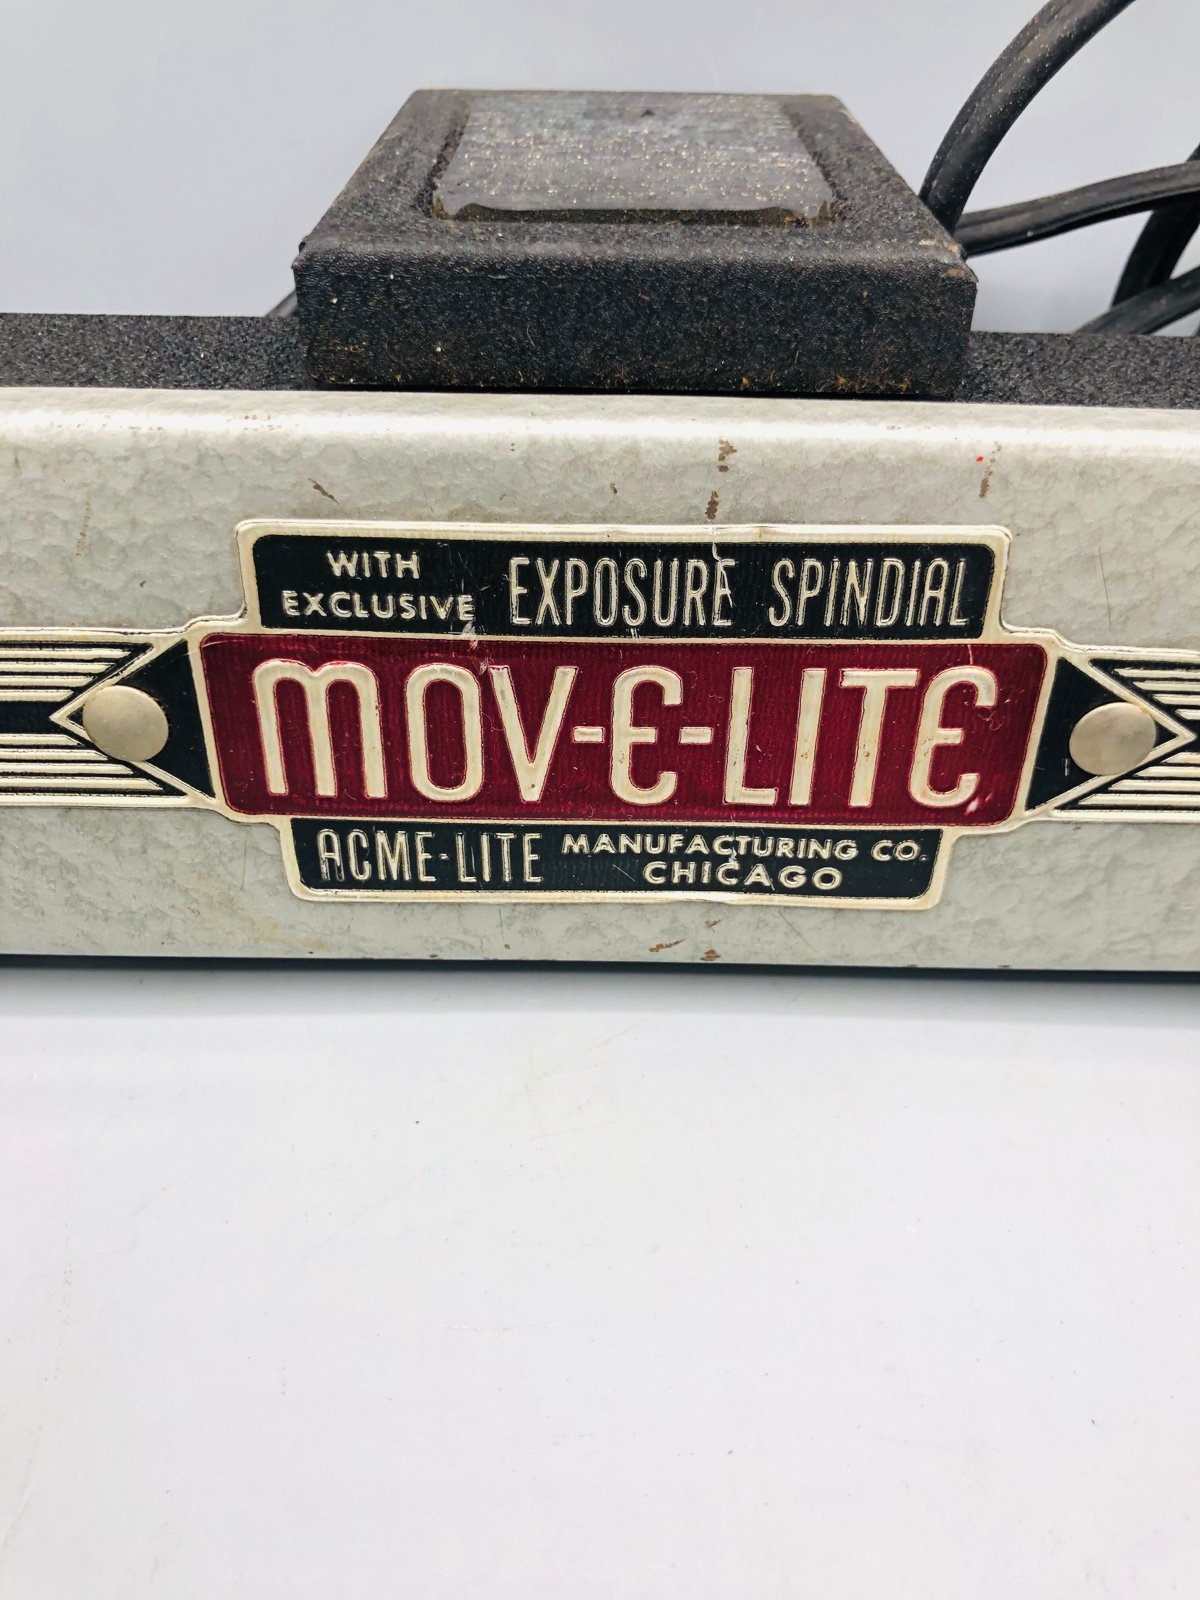 WITH
EXCLUSIVE EXPOSURE SPINDIAL
MOV-E-LITE
ACME-LITE MANUFACTURING CO.
CHICAGO